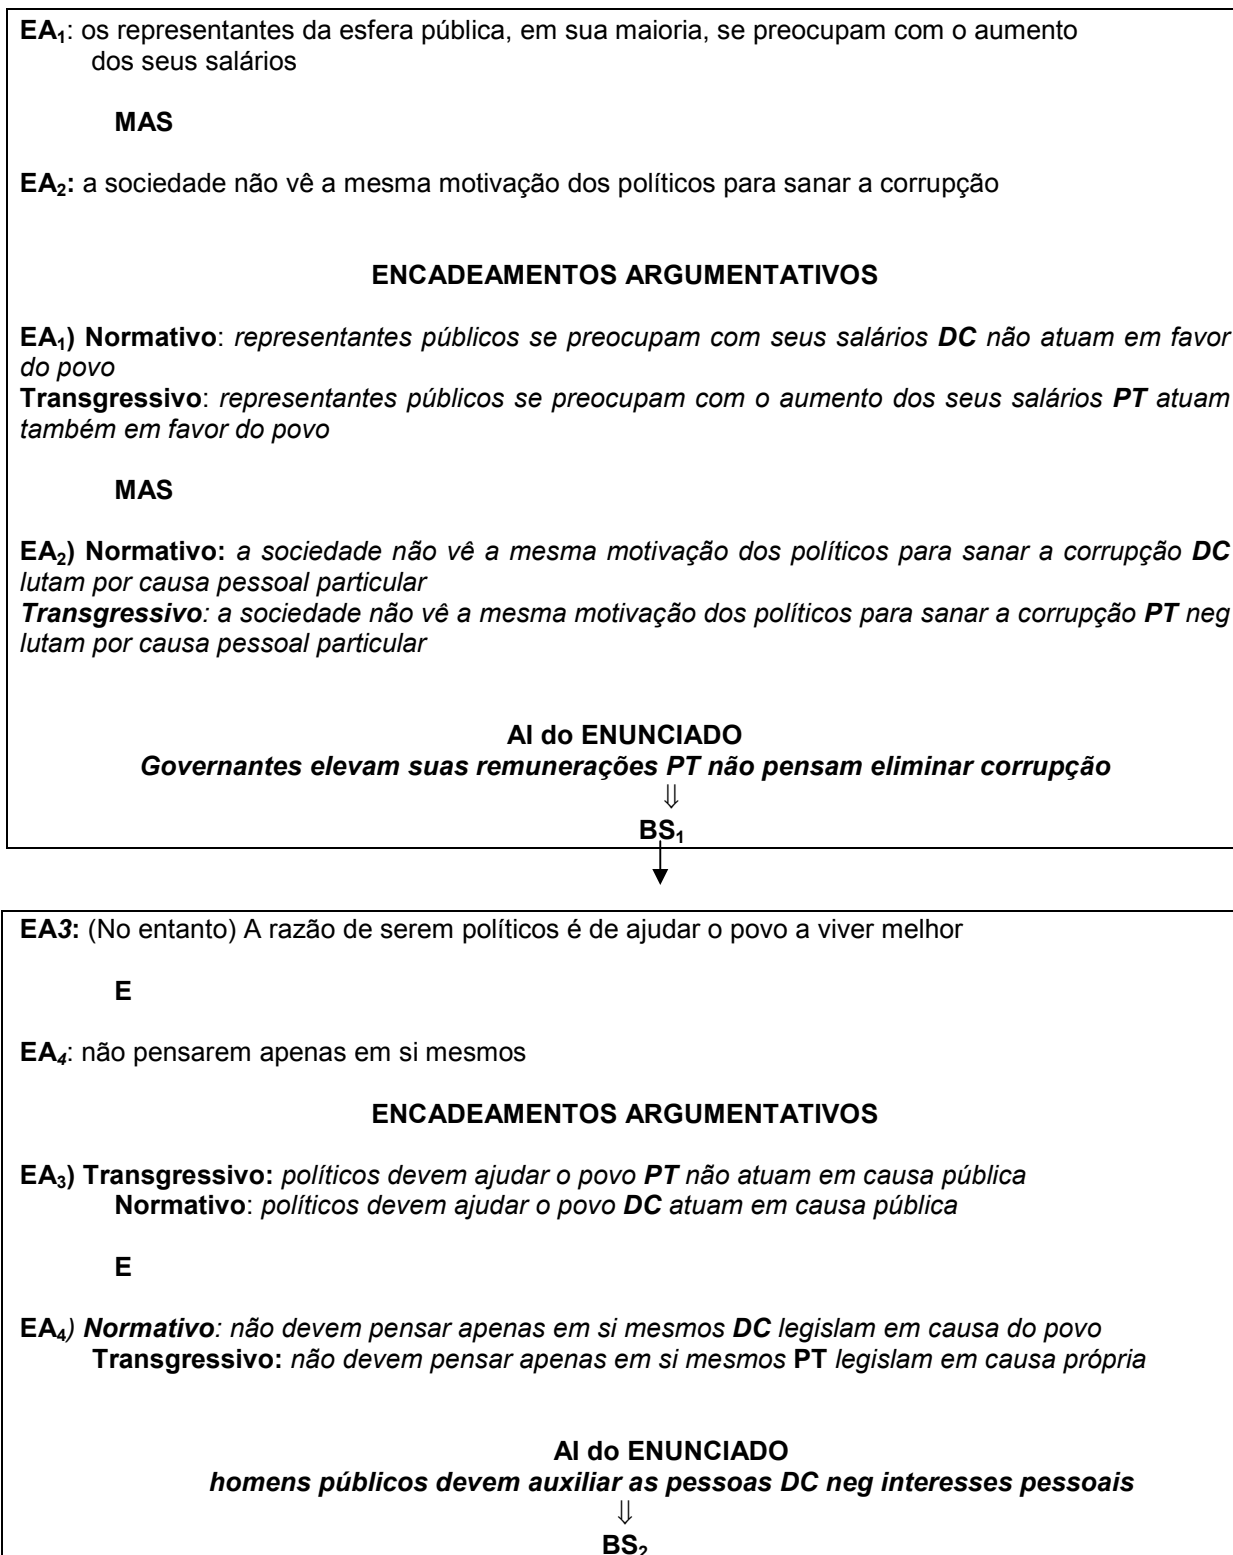 EA₁: os representantes da esfera pública, em sua maioria, se preocupam com o aumento
dos seus salários
MAS
EA₂: a sociedade não vê a mesma motivação dos políticos para sanar a corrupção
ENCADEAMENTOS ARGUMENTATIVOS
EA₁) Normativo: representantes públicos se preocupam com seus salários DC não atuam em favor
do povo
Transgressivo: representantes públicos se preocupam com o aumento dos seus salários PT atuam
também em favor do povo
MAS
EA₂) Normativo: a sociedade não vê a mesma motivação dos políticos para sanar a corrupção DC
lutam por causa pessoal particular
Transgressivo: a sociedade não vê a mesma motivação dos políticos para sanar a corrupção PT neg
lutam por causa pessoal particular
AI do ENUNCIADO
Governantes elevam suas remunerações PT não pensam eliminar corrupção
⇓
BS₁
EA3: (No entanto) A razão de serem políticos é de ajudar o povo a viver melhor
E
EA₄: não pensarem apenas em si mesmos
ENCADEAMENTOS ARGUMENTATIVOS
EA₃) Transgressivo: políticos devem ajudar o povo PT não atuam em causa pública
Normativo: políticos devem ajudar o povo DC atuam em causa pública
E
EA₄) Normativo: não devem pensar apenas em si mesmos DC legislam em causa do povo
Transgressivo: não devem pensar apenas em si mesmos PT legislam em causa própria
AI do ENUNCIADO
homens públicos devem auxiliar as pessoas DC neg interesses pessoais
⇓
BS₂